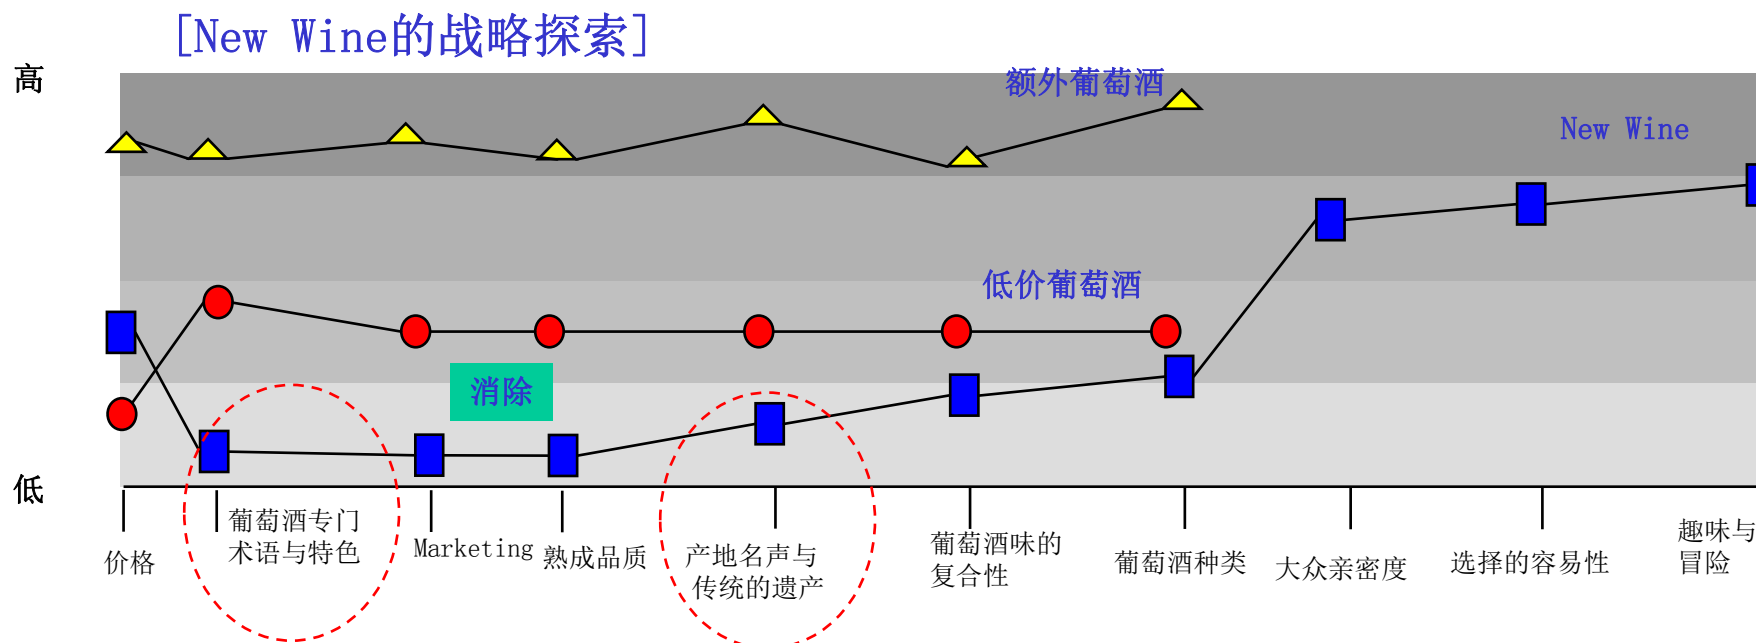 [New Wine的战略探索]
高
额外葡萄酒
New Wine
低价葡萄酒
消除
低
价格
葡萄酒专门
术语与特色
Marketing
熟成品质
产地名声与
传统的遗产
葡萄酒味的
复合性
葡萄酒种类
大众亲密度
选择的容易性
趣味与
冒险